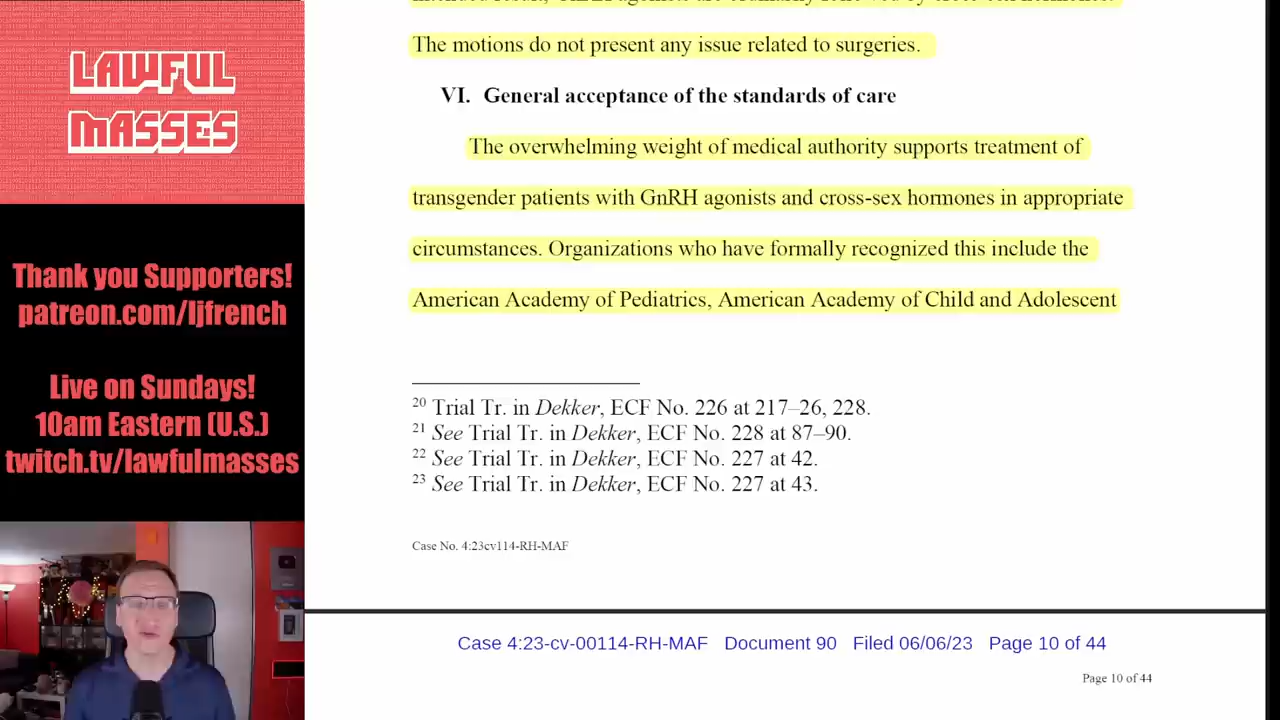 LAWFUL
MASSES
Thank you Supporters!
patreon.com/ljfrench
Live on Sundays!
10am Eastern (U.S.)
twitch.tv/lawfulmasses
The motions do not present any issue related to surgeries.
VI. General acceptance of the standards of care
The overwhelming weight of medical authority supports treatment of
transgender patients with GnRH agonists and cross-sex hormones in appropriate
circumstances. Organizations who have formally recognized this include the
American Academy of Pediatrics, American Academy of Child and Adolescent
20 Trial Tr. in Dekker, ECF No. 226 at 217–26, 228.
21 See Trial Tr. in Dekker, ECF No. 228 at 87–90.
22 See Trial Tr. in Dekker, ECF No. 227 at 42.
23 See Trial Tr. in Dekker, ECF No. 227 at 43.
Case No. 4:23cv114-RH-MAF
Case 4:23-cv-00114-RH-MAF Document 90 Filed 06/06/23 Page 10 of 44
Page 10 of 44